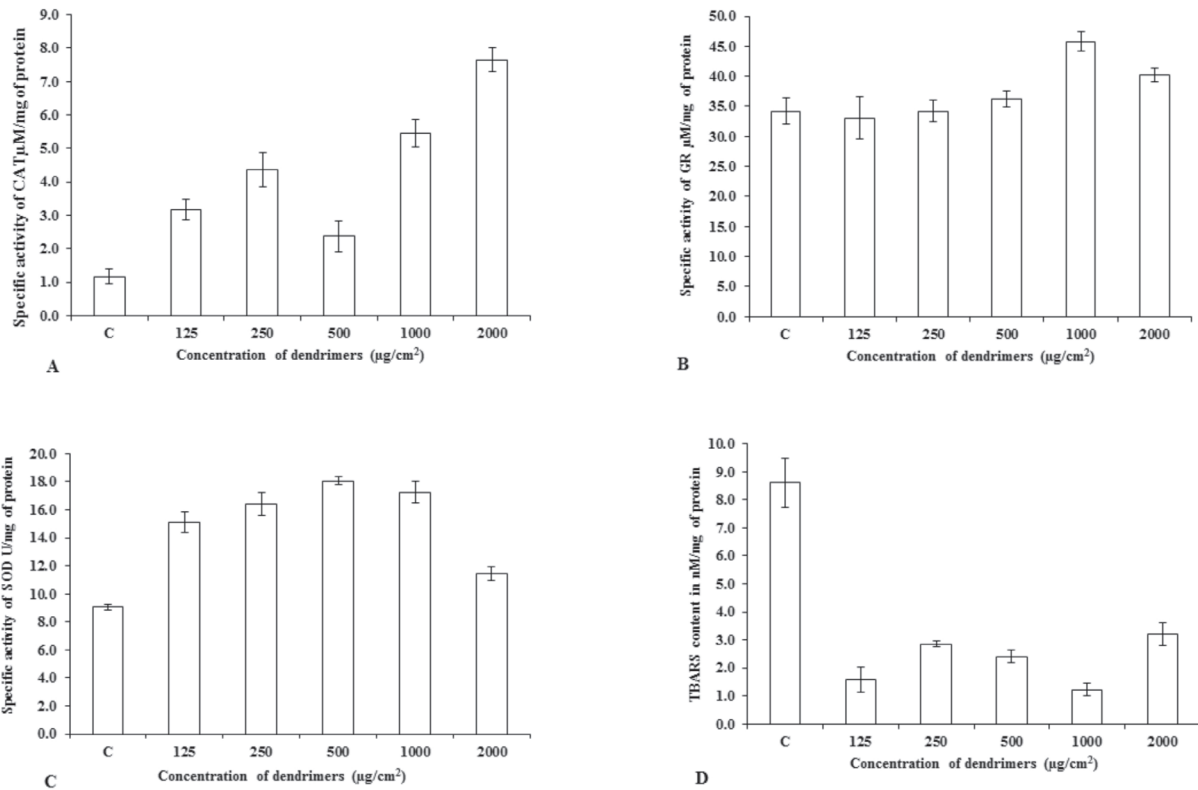 Specific activity of CATµM/mg of protein
9.0
8.0
7.0
6.0
5.0
4.0
3.0
2.0
1.0
0.0
C 125 250 500 1000 2000
Concentration of dendrimers (µg/cm²)
A
Specific activity of GR µM/mg of protein
50.0
45.0
40.0
35.0
30.0
25.0
20.0
15.0
10.0
5.0
0.0
C 125 250 500 1000 2000
Concentration of dendrimers (µg/cm²)
B
Specific activity of SOD U/mg of protein
20.0
18.0
16.0
14.0
12.0
10.0
8.0
6.0
4.0
2.0
0.0
C 125 250 500 1000 2000
Concentration of dendrimers (µg/cm²)
C
TBARS content in nM/mg of protein
10.0
9.0
8.0
7.0
6.0
5.0
4.0
3.0
2.0
1.0
0.0
C 125 250 500 1000 2000
Concentration of dendrimers (µg/cm²)
D